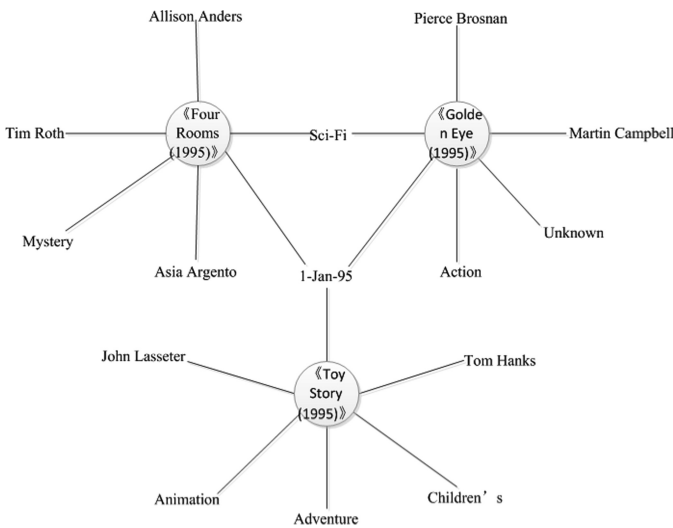 Allison Anders
Pierce Brosnan
《Four
Rooms
(1995)》
《Golde
n Eye
(1995)》
Tim Roth
Sci-Fi
Martin Campbell
Mystery
Unknown
Asia Argento
1-Jan-95
Action
John Lasseter
《Toy
Story
(1995)》
Tom Hanks
Animation
Children’s
Adventure